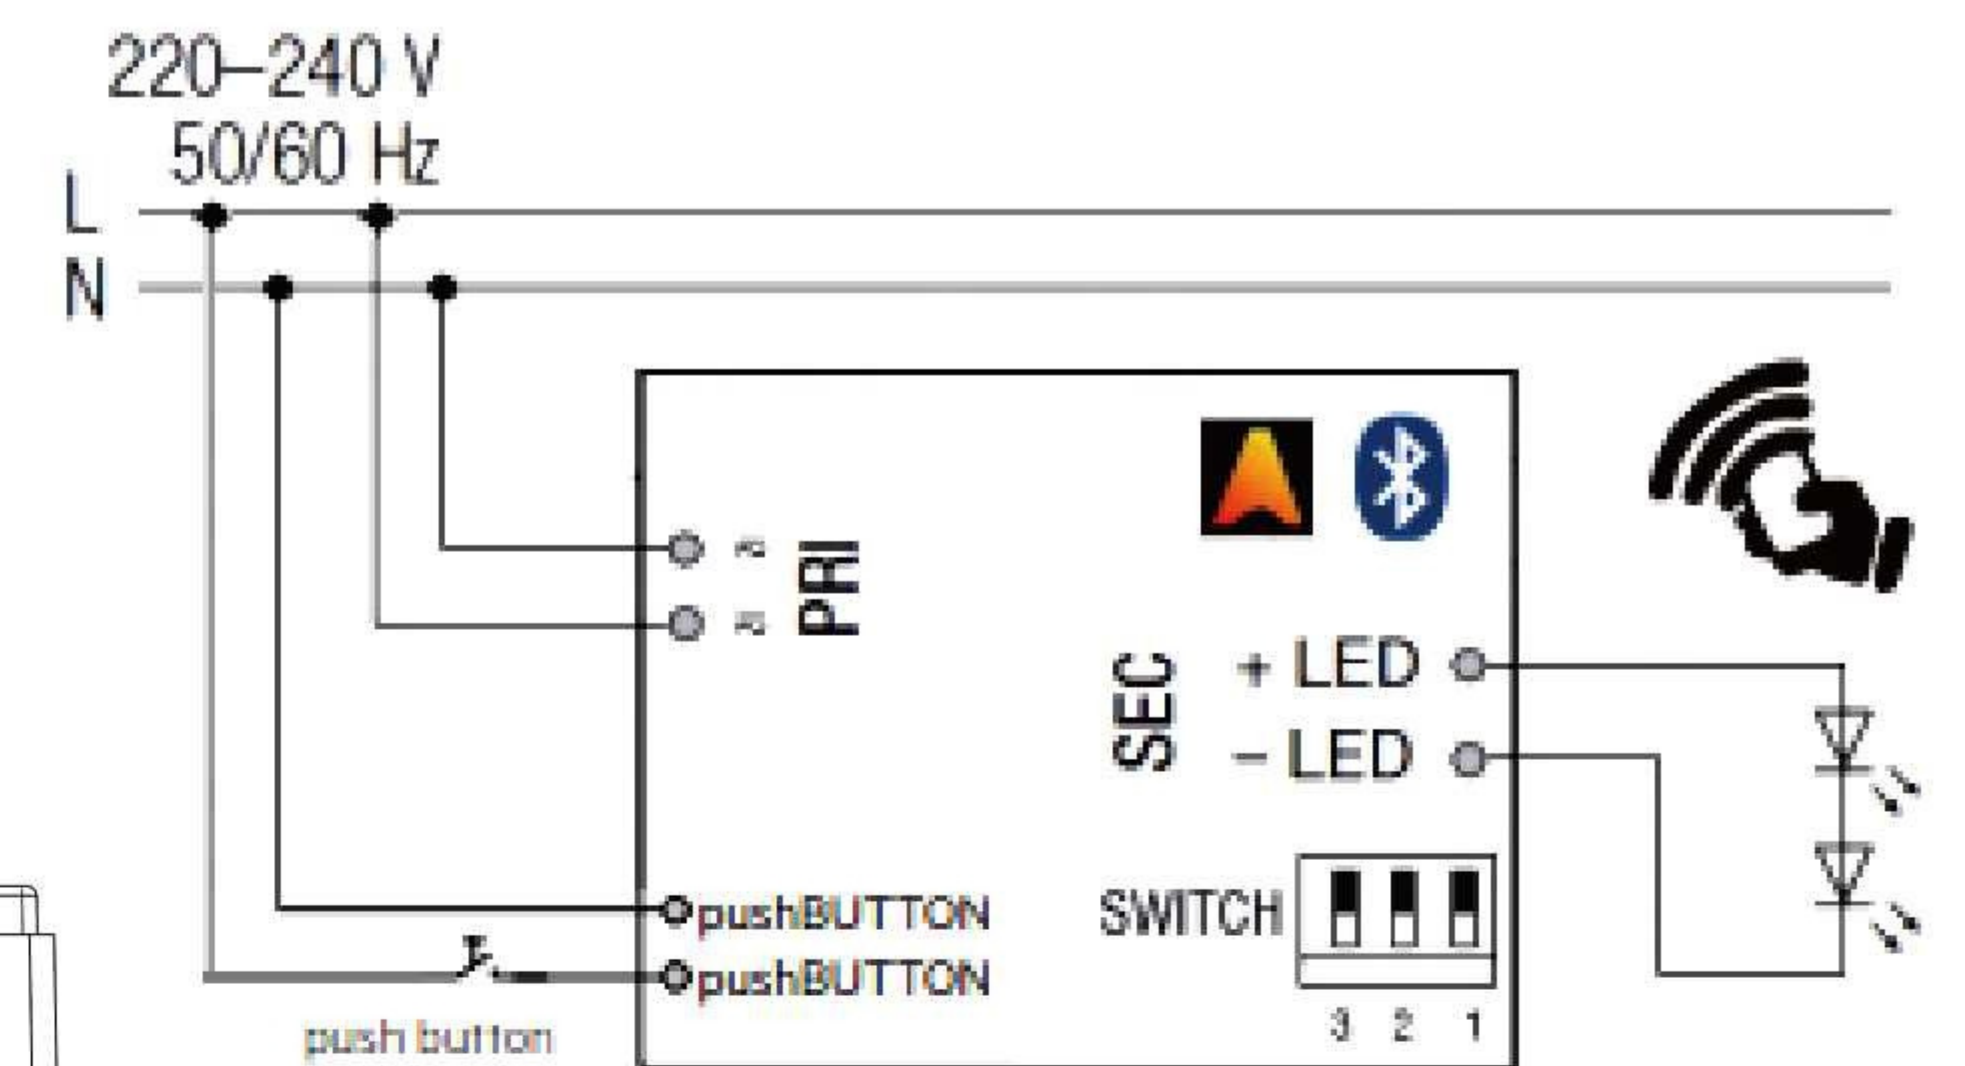 220–240 V
50/60 Hz
L
N
PRI
SEC
+ LED
– LED
pushBUTTON
pushBUTTON
SWITCH
3 2 1
push button